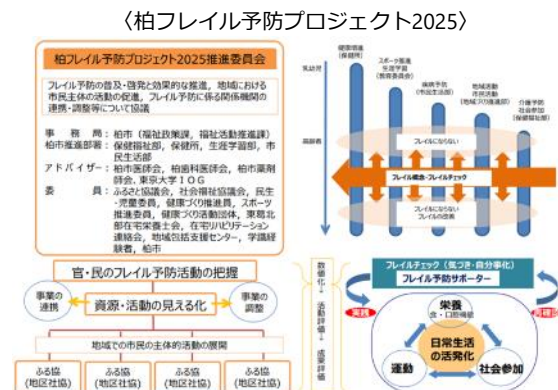 〈柏フレイル予防プロジェクト2025〉
柏フレイル予防プロジェクト2025推進委員会
フレイル予防の普及・啓発と効果的な推進，地域における
市民主体の活動の促進，フレイル予防に係る関係機関の
連携・調整等について協議
事務局：柏市（福祉政策課，福祉活動推進課）
柏市推進部署：保健福祉部，保健所，生涯学習部，市
民生活部
アドバイザー：柏市医師会，柏歯科医師会，柏市薬剤
師会，東京大学IOG
委員：ふるさと協議会，社会福祉協議会，民生
・児童委員，健康づくり推進員，スポーツ
推進委員，健康づくり活動団体，東葛北
部在宅栄養士会，在宅リハビリテーション
連絡会，地域包括支援センター，学識経
験者，柏市
官・民のフレイル予防活動の把握
事業の
連携
資源・活動の見える化
事業の
調整
地域での市民の主体的活動の展開
ふる協
(地区社協)
ふる協
(地区社協)
ふる協
(地区社協)
ふる協
(地区社協)
乳幼児
高齢者
健康増進
(保健所)
スポーツ推進
生涯学習
(教育委員会)
疾病予防
(市民生活部)
地域活動
市民活動
(地域づくり推進部)
介護予防
社会参加
(保健福祉部)
フレイルにならない
フレイル概念・フレイルチェック
フレイルにならない
フレイルの改善
数値化→活動評価→成果評価
フレイルチェック（気づき・自分事化）
フレイル予防サポーター
実践
再確認
栄養
食・口腔機能
日常生活
の活発化
運動
社会参加